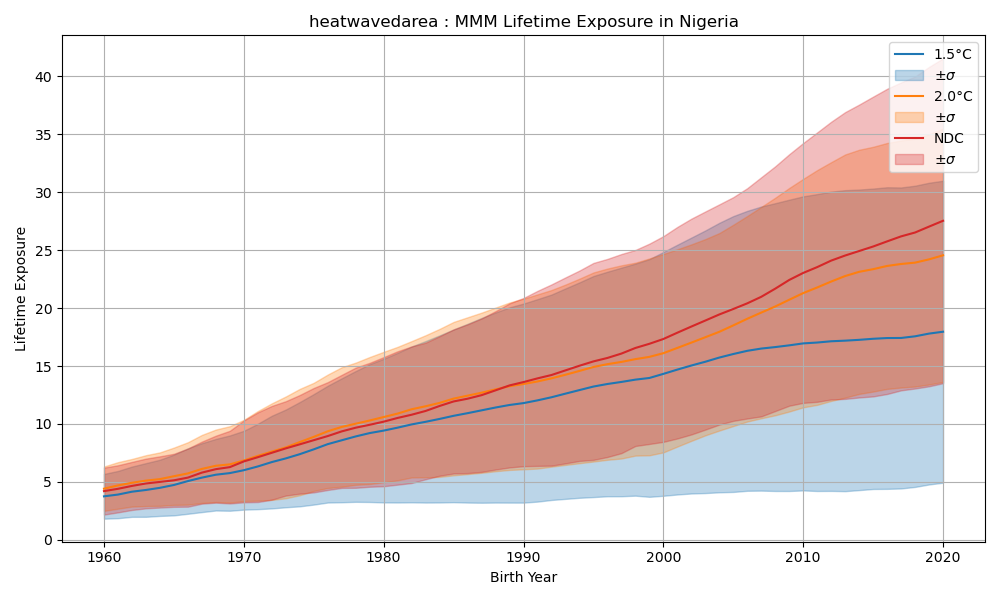 heatwavedarea : MMM Lifetime Exposure in Nigeria
Lifetime Exposure
40
35
30
25
20
15
10
5
0
1.5°C
±σ
2.0°C
±σ
NDC
±σ
1960 1970 1980 1990 2000 2010 2020
Birth Year